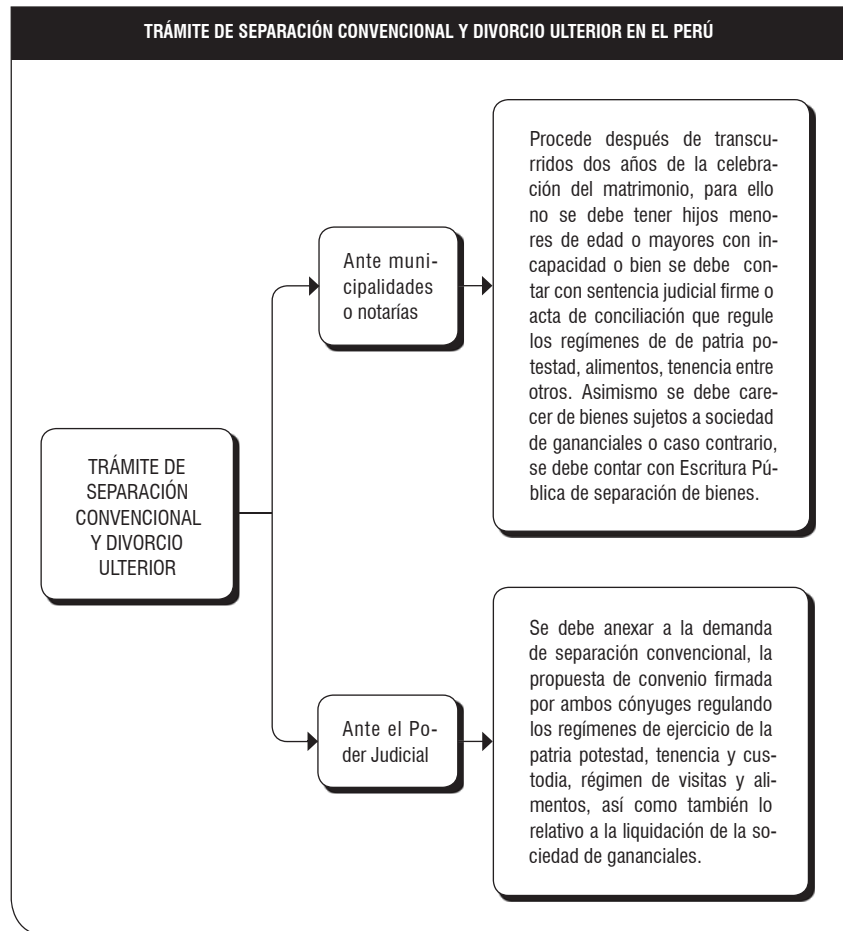 TRÁMITE DE SEPARACIÓN CONVENCIONAL Y DIVORCIO ULTERIOR EN EL PERÚ
TRÁMITE DE
SEPARACIÓN
CONVENCIONAL
Y DIVORCIO
ULTERIOR
Ante muni-
cipalidades
o notarías
Procede después de transcu-
rridos dos años de la celebra-
ción del matrimonio, para ello
no se debe tener hijos meno-
res de edad o mayores con in-
capacidad o bien se debe con-
tar con sentencia judicial firme o
acta de conciliación que regule
los regímenes de de patria po-
testad, alimentos, tenencia entre
otros. Asimismo se debe care-
cer de bienes sujetos a sociedad
de gananciales o caso contrario,
se debe contar con Escritura Pú-
blica de separación de bienes.
Ante el Po-
der Judicial
Se debe anexar a la demanda
de separación convencional, la
propuesta de convenio firmada
por ambos cónyuges regulando
los regímenes de ejercicio de la
patria potestad, tenencia y cus-
todia, régimen de visitas y ali-
mentos, así como también lo
relativo a la liquidación de la so-
ciedad de gananciales.